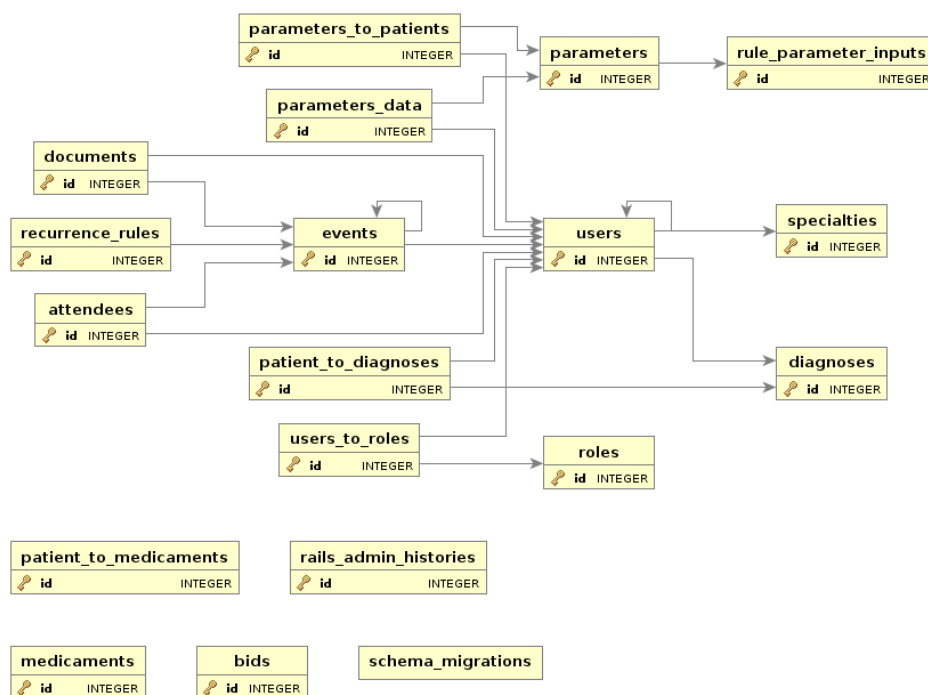 parameters_to_patients
id INTEGER
parameters
id INTEGER
rule_parameter_inputs
id INTEGER
parameters_data
id INTEGER
documents
id INTEGER
recurrence_rules
id INTEGER
events
id INTEGER
users
id INTEGER
specialties
id INTEGER
attendees
id INTEGER
patient_to_diagnoses
id INTEGER
diagnoses
id INTEGER
users_to_roles
id INTEGER
roles
id INTEGER
patient_to_medicaments
id INTEGER
rails_admin_histories
id INTEGER
medicaments
id INTEGER
bids
id INTEGER
schema_migrations